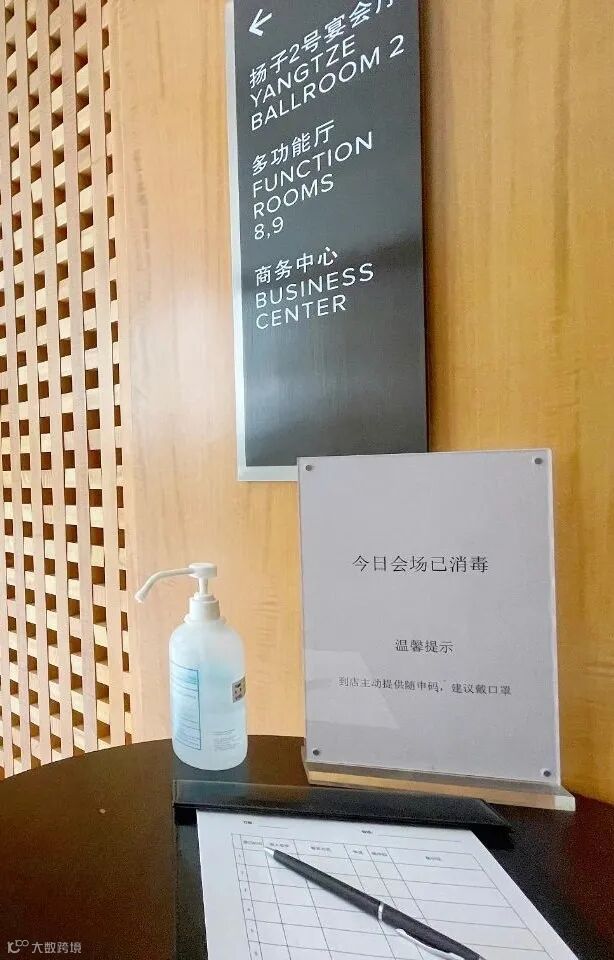 扬子2号宴会厅
YANGTZE
BALLROOM 2
多功能厅
FUNCTION
ROOMS
8,9
商务中心
BUSINESS
CENTER
今日会场已消毒
温馨提示
到店主动提供随申码，建议戴口罩
大数跨境